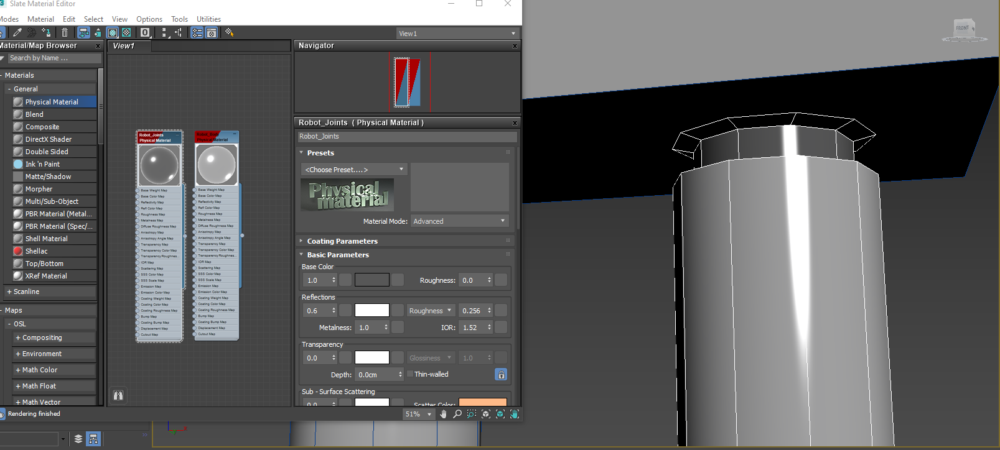 Slate Material Editor
Modes Material Edit Select View Options Tools Utilities
View1
Material/Map Browser
Search by Name ...
- Materials
- General
Physical Material
Blend
Composite
DirectX Shader
Double Sided
Ink 'n Paint
Matte/Shadow
Morpher
Multi/Sub-Object
PBR Material (Metal...
PBR Material (Spec/...
Shell Material
Shellac
Top/Bottom
XRef Material
+ Scanline
- Maps
- OSL
+ Compositing
+ Environment
+ Math Color
+ Math Float
+ Math Vector
Rendering finished
View1
Robot_Joints
Physical Material
Base Weight Map
Base Color Map
Reflectivity Map
Refl Color Map
Roughness Map
Metalness Map
Diffuse Roughness Map
Anisotropy Map
Anisotropy Angle Map
Transparency Map
Transparency Color Map
Transparency Roughnes...
IOR Map
Scattering Map
SSS Color Map
SSS Scale Map
Emission Map
Emission Color Map
Coating Weight Map
Coating Color Map
Coating Roughness Map
Bump Map
Coating Bump Map
Displacement Map
Cutout Map
Robot_Body
Physical Material
Base Weight Map
Base Color Map
Reflectivity Map
Refl Color Map
Roughness Map
Metalness Map
Diffuse Roughness Map
Anisotropy Map
Anisotropy Angle Map
Transparency Map
Transparency Color Map
Transparency Roughnes...
IOR Map
Scattering Map
SSS Color Map
SSS Scale Map
Emission Map
Emission Color Map
Coating Weight Map
Coating Color Map
Coating Roughness Map
Bump Map
Coating Bump Map
Displacement Map
Cutout Map
Navigator
Robot_Joints ( Physical Material )
Robot_Joints
Presets
<Choose Preset....>
Physical
material
Material Mode: Advanced
Coating Parameters
Basic Parameters
Base Color
1.0 Roughness: 0.0
Reflections
0.6 Roughness 0.256
Metalness: 1.0 IOR: 1.52
Transparency
0.0 Glossiness 1.0
Depth: 0.0cm Thin-walled
Sub - Surface Scattering
0.0 Scatter Color:
51%
FRONT
x